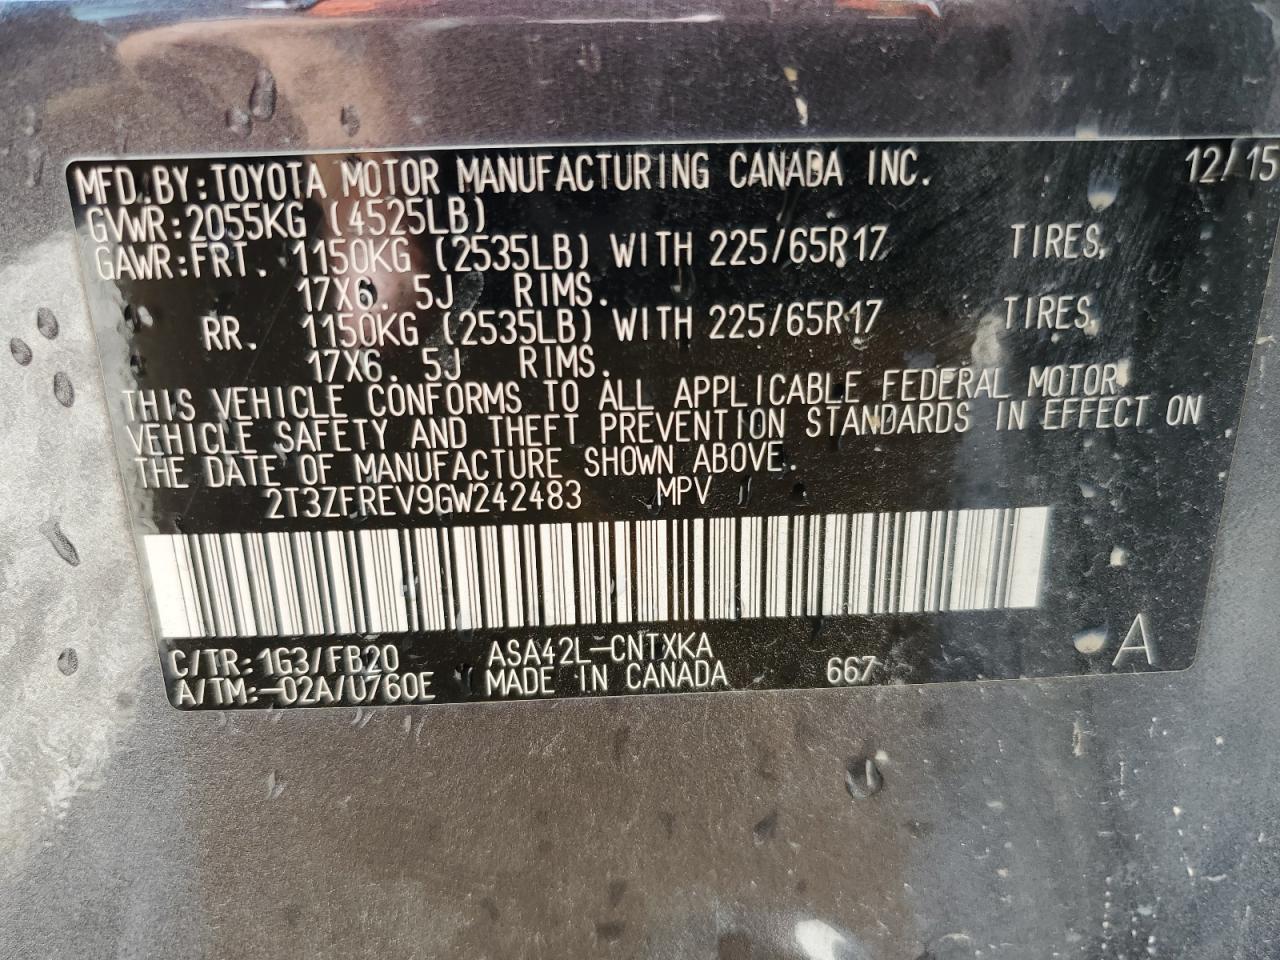 MFD. BY: TOYOTA MOTOR MANUFACTURING CANADA INC. 12/15
GVWR: 2055KG (4525LB)
GAWR: FRT. 1150KG (2535LB) WITH 225/65R17 TIRES,
17X6. 5J RIMS.
RR. 1150KG (2535LB) WITH 225/65R17 TIRES,
17X6. 5J RIMS.
THIS VEHICLE CONFORMS TO ALL APPLICABLE FEDERAL MOTOR
VEHICLE SAFETY AND THEFT PREVENTION STANDARDS IN EFFECT ON
THE DATE OF MANUFACTURE SHOWN ABOVE.
2T3ZFREV9GW242483 MPV
C/TR: 1G3/FB20 ASA42L-CNTXKA
A/TM: -02A/U760E MADE IN CANADA 667 A